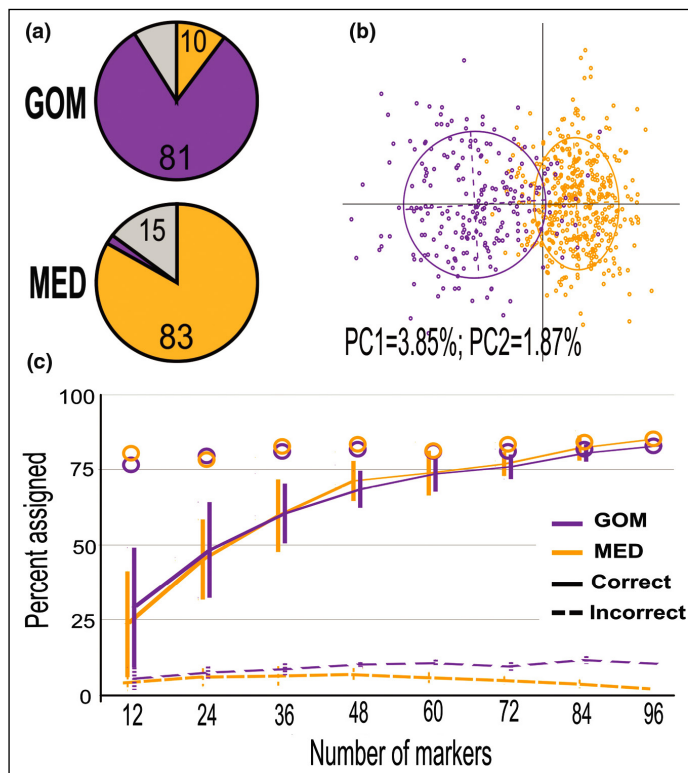 (a)
GOM
10
81
MED
15
83
(b)
PC1=3.85%; PC2=1.87%
(c)
Percent assigned
100
75
50
25
0
GOM
MED
Correct
Incorrect
12 24 36 48 60 72 84 96
Number of markers